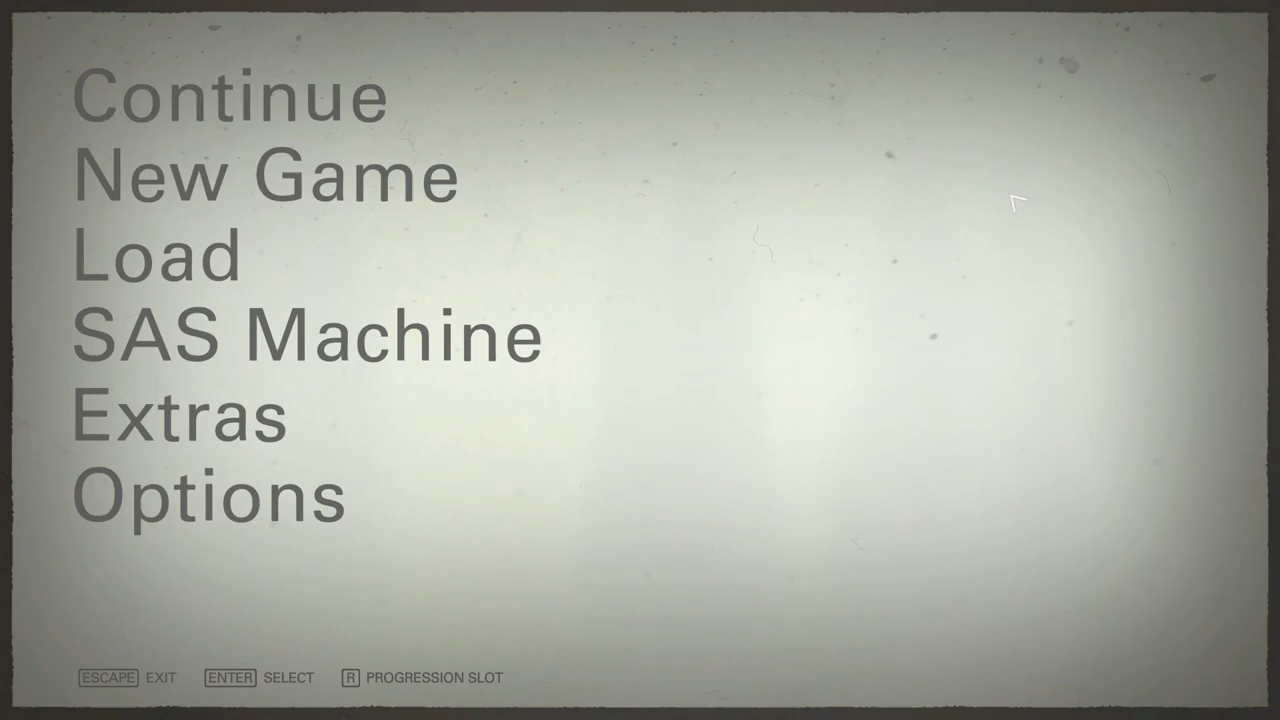 Continue
New Game
Load
SAS Machine
Extras
Options
ESCAPE EXIT ENTER SELECT R PROGRESSION SLOT